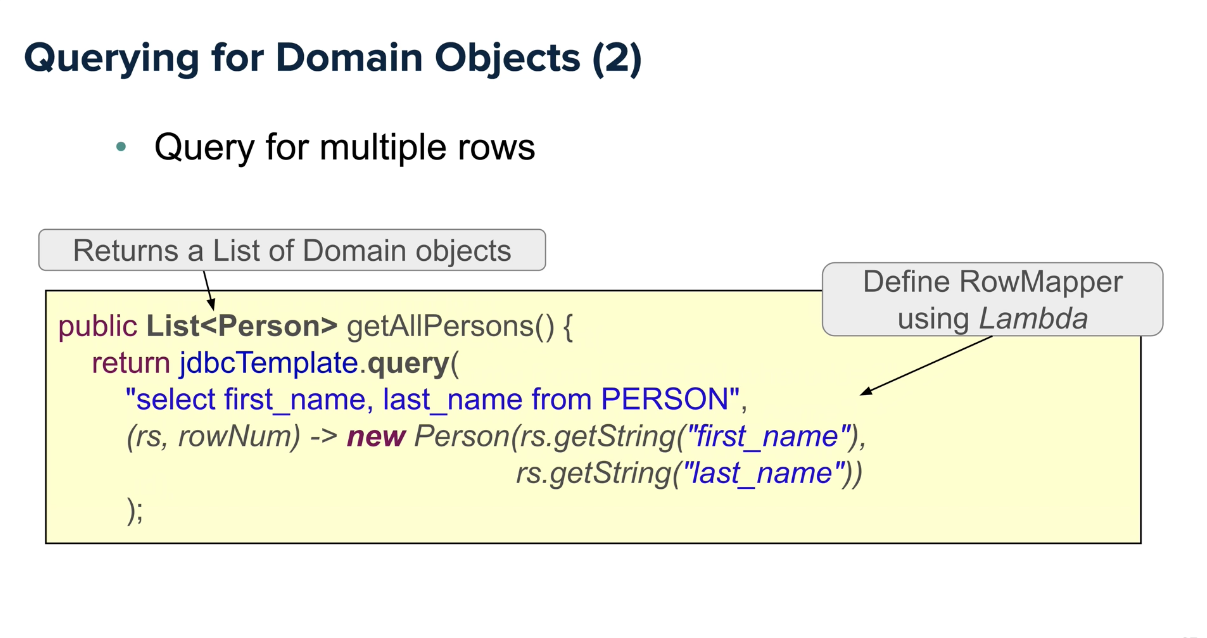 Querying for Domain Objects (2)
• Query for multiple rows
Returns a List of Domain objects
Define RowMapper
using Lambda
public List<Person> getAllPersons() {
return jdbcTemplate.query(
"select first_name, last_name from PERSON",
(rs, rowNum) -> new Person(rs.getString("first_name"),
rs.getString("last_name"))
);